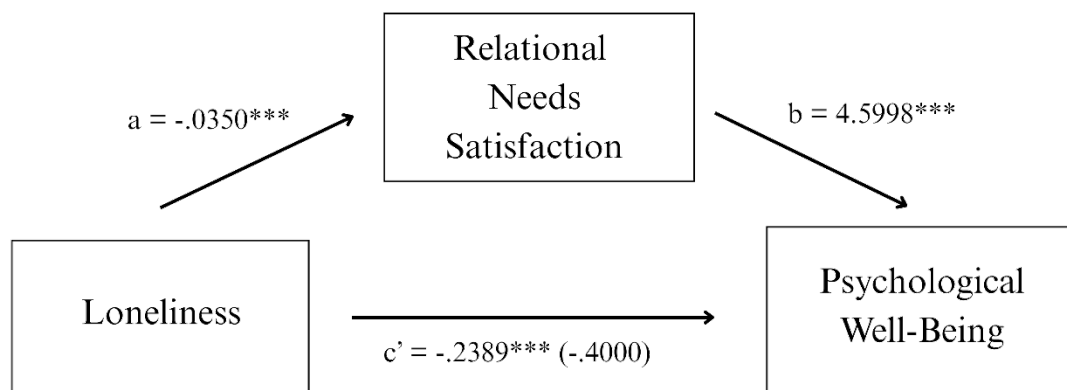 Relational
Needs
Satisfaction
a = -.0350***
b = 4.5998***
Loneliness
c’ = -.2389*** (-.4000)
Psychological
Well-Being